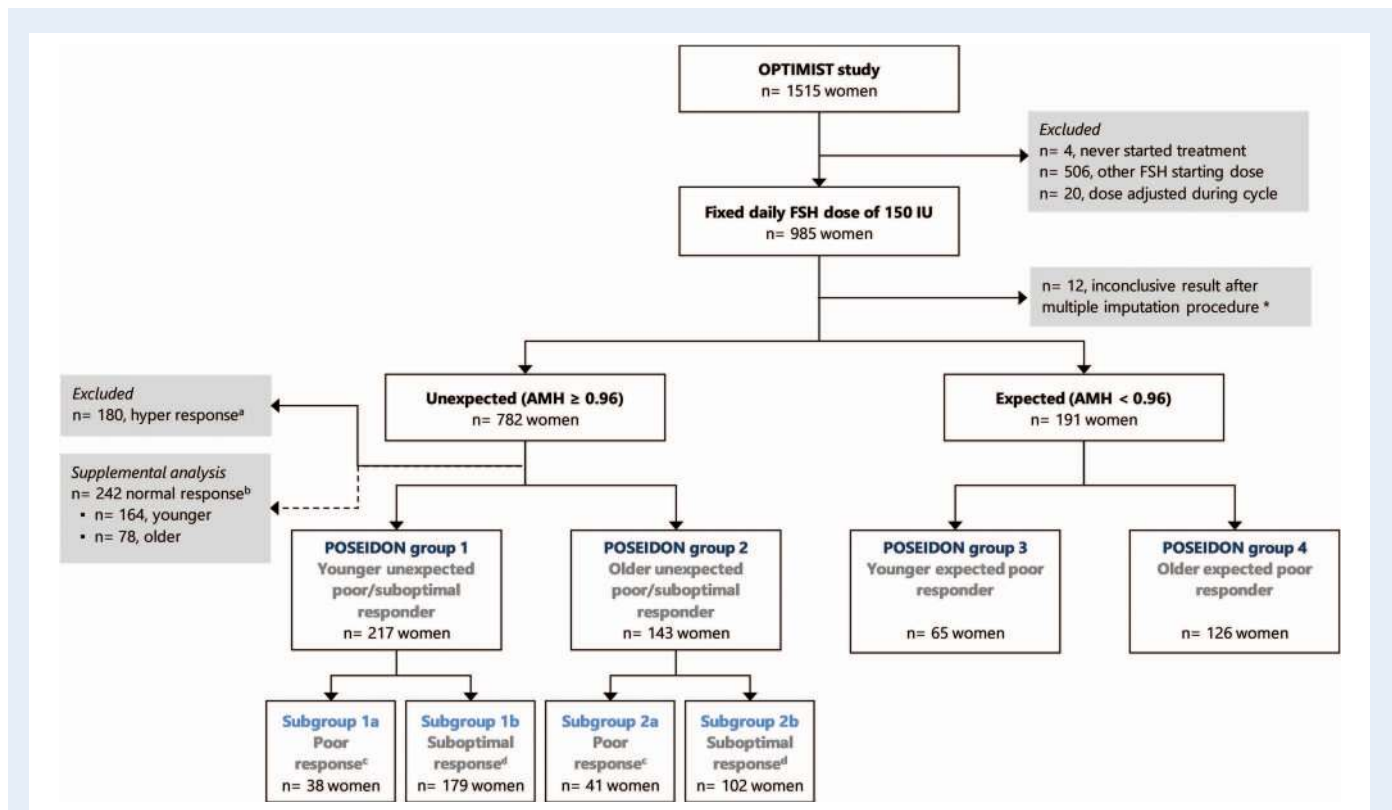 OPTIMIST study
n= 1515 women
Excluded
n= 4, never started treatment
n= 506, other FSH starting dose
n= 20, dose adjusted during cycle
Fixed daily FSH dose of 150 IU
n= 985 women
n= 12, inconclusive result after
multiple imputation procedure *
Excluded
n= 180, hyper responseᵃ
Unexpected (AMH ≥ 0.96)
n= 782 women
Expected (AMH < 0.96)
n= 191 women
Supplemental analysis
n= 242 normal responseᵇ
▪ n= 164, younger
▪ n= 78, older
POSEIDON group 1
Younger unexpected
poor/suboptimal
responder
n= 217 women
POSEIDON group 2
Older unexpected
poor/suboptimal
responder
n= 143 women
POSEIDON group 3
Younger expected poor
responder
n= 65 women
POSEIDON group 4
Older expected poor
responder
n= 126 women
Subgroup 1a
Poor
responseᶜ
n= 38 women
Subgroup 1b
Suboptimal
responseᵈ
n= 179 women
Subgroup 2a
Poor
responseᶜ
n= 41 women
Subgroup 2b
Suboptimal
responseᵈ
n= 102 women